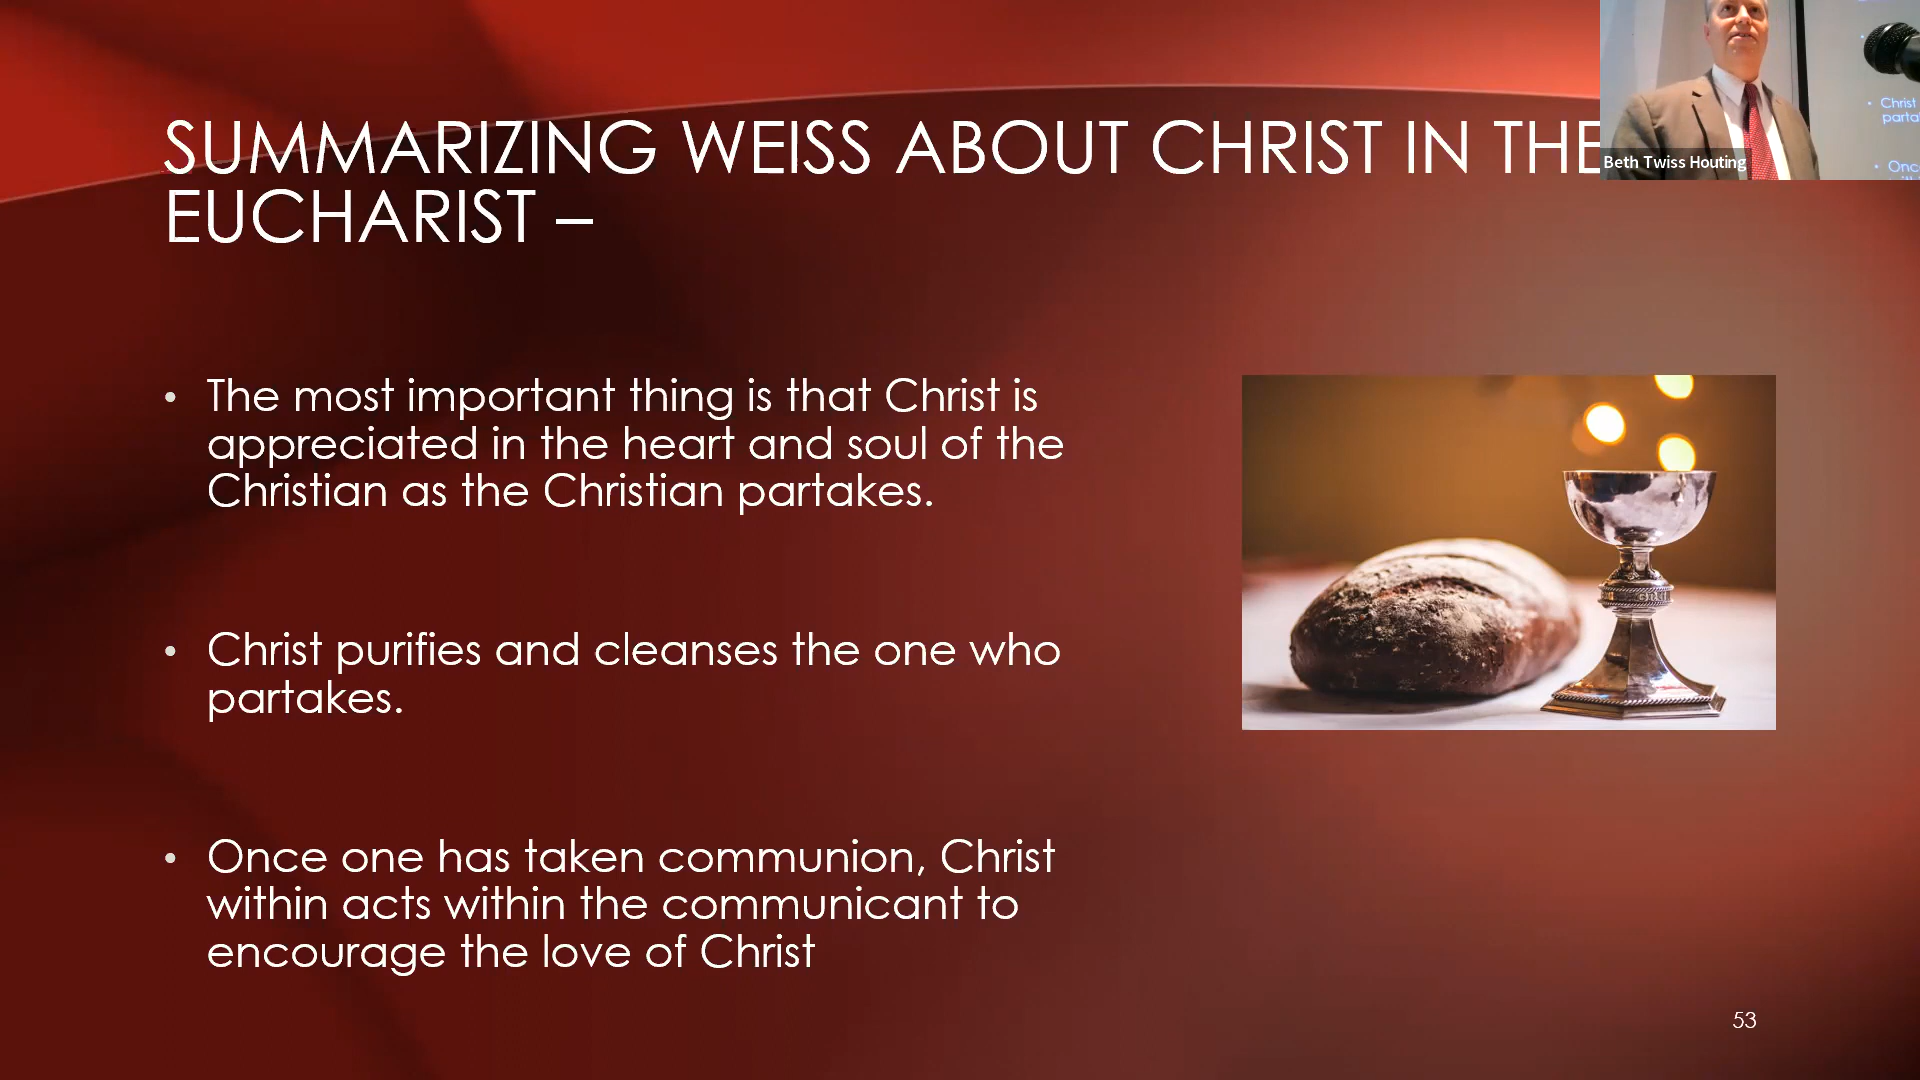 SUMMARIZING WEISS ABOUT CHRIST IN THE
EUCHARIST –
Beth Twiss Houting
• Christ
parta
• Onc
• The most important thing is that Christ is
appreciated in the heart and soul of the
Christian as the Christian partakes.
• Christ purifies and cleanses the one who
partakes.
• Once one has taken communion, Christ
within acts within the communicant to
encourage the love of Christ
53